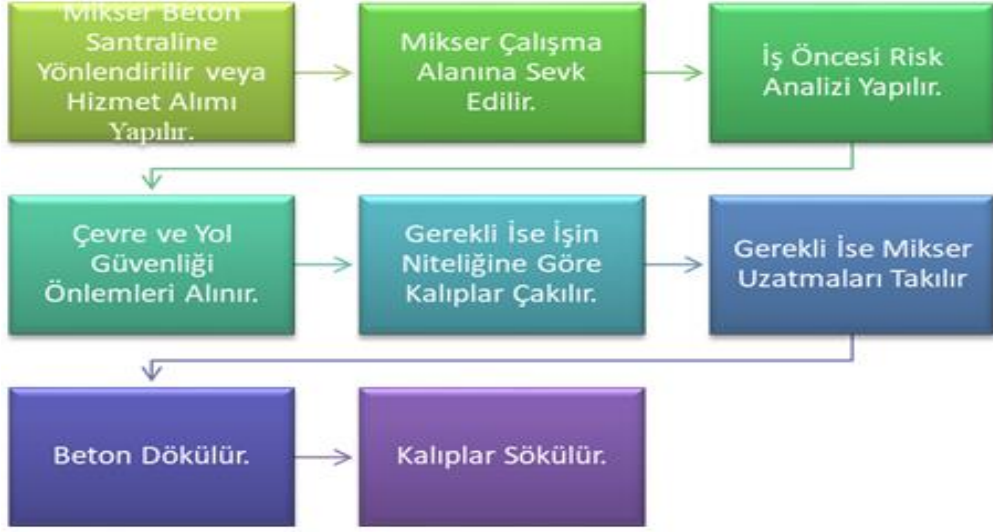 Mikser Beton
Santraline
Yönlendirilir veya
Hizmet Alımı
Yapılır.
Mikser Çalışma
Alanına Sevk
Edilir.
İş Öncesi Risk
Analizi Yapılır.
Çevre ve Yol
Güvenliği
Önlemleri Alınır.
Gerekli İse İşin
Niteliğine Göre
Kalıplar Çakılır.
Gerekli İse Mikser
Uzatmaları Takılır
Beton Dökülür.
Kalıplar Sökülür.